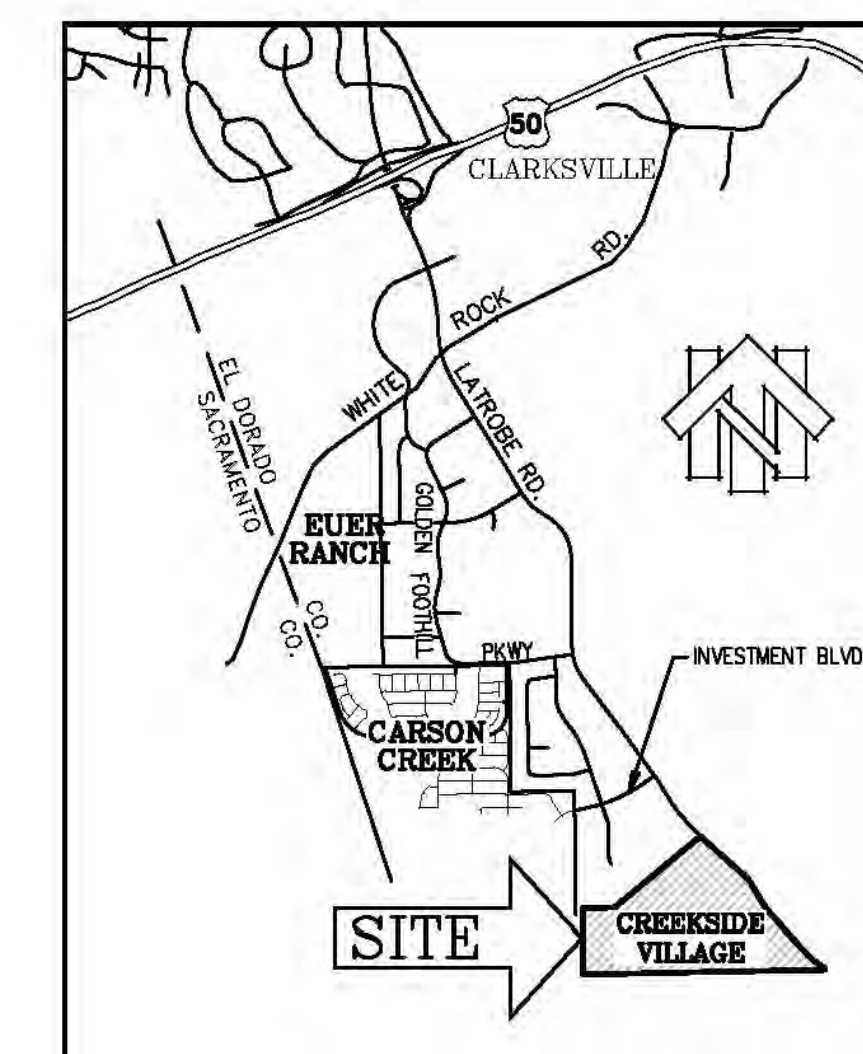 50
CLARKSVILLE
WHITE ROCK RD.
LATROBE RD.
EL DORADO CO.
SACRAMENTO CO.
EUER
RANCH
GOLDEN FOOTHILL PKWY
N
INVESTMENT BLVD
CARSON
CREEK
SITE
CREEKSIDE
VILLAGE